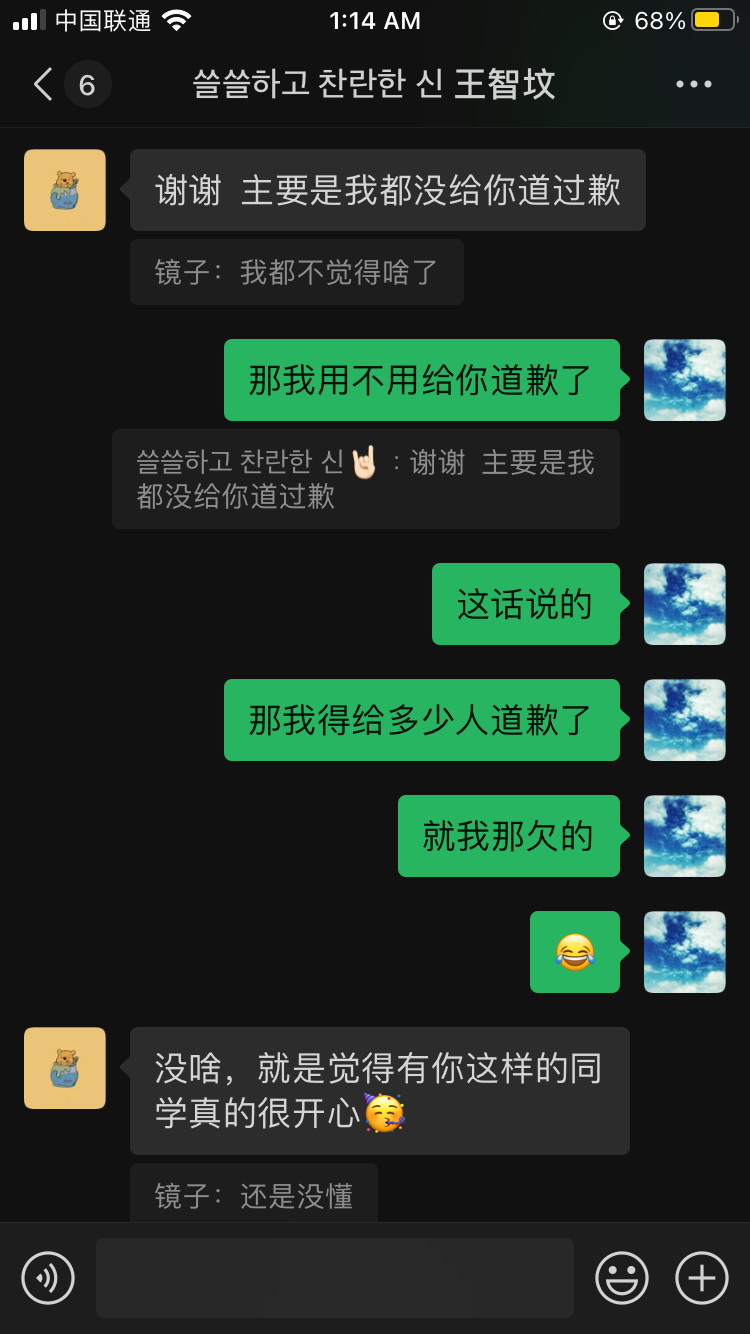 中国联通 1:14 AM 68%
6 쓸쓸하고 찬란한 신 王智坟
谢谢 主要是我都没给你道过歉
镜子：我都不觉得啥了
那我用不用给你道歉了
쓸쓸하고 찬란한 신🤘🏻：谢谢 主要是我
都没给你道过歉
这话说的
那我得给多少人道歉了
就我那欠的
😂
没啥，就是觉得有你这样的同
学真的很开心🥳
镜子：还是没懂